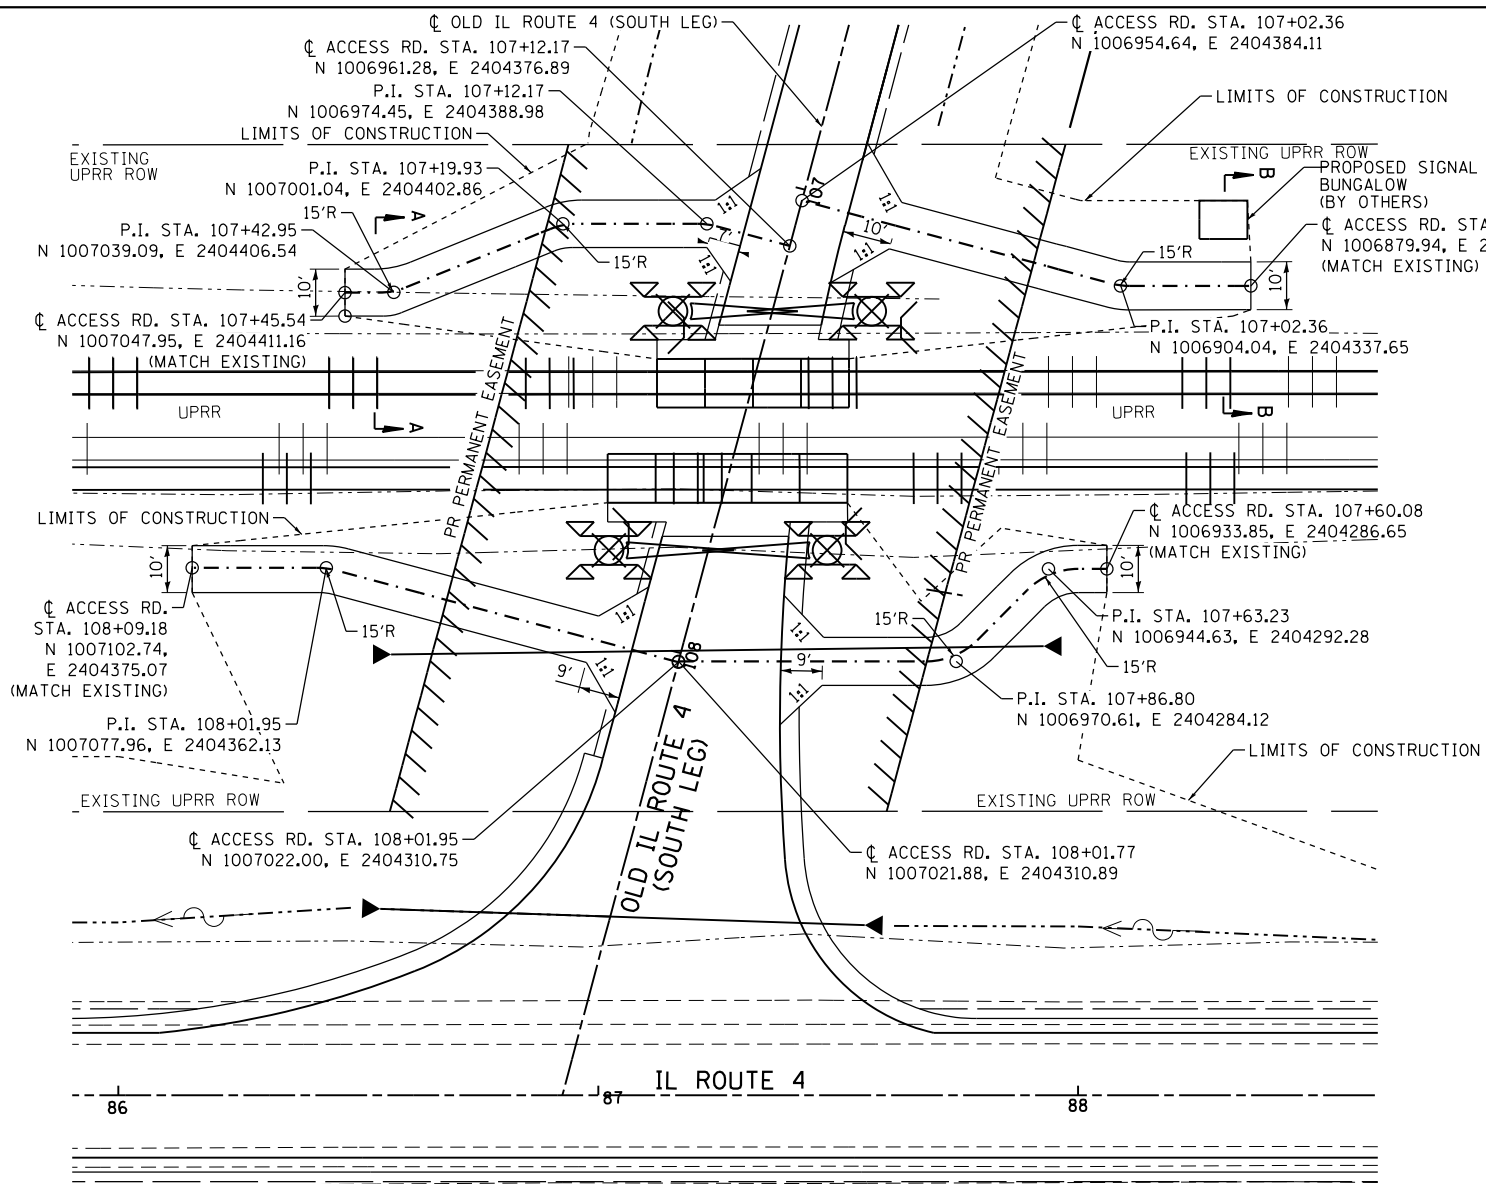 ℄ OLD IL ROUTE 4 (SOUTH LEG)
℄ ACCESS RD. STA. 107+12.17
N 1006961.28, E 2404376.89
P.I. STA. 107+12.17
N 1006974.45, E 2404388.98
LIMITS OF CONSTRUCTION
EXISTING
UPRR ROW
P.I. STA. 107+19.93
N 1007001.04, E 2404402.86
15'R
A
P.I. STA. 107+42.95
N 1007039.09, E 2404406.54
15'R
10'
℄ ACCESS RD. STA. 107+45.54
N 1007047.95, E 2404411.16
(MATCH EXISTING)
1:1
7'
1:1
107
℄ ACCESS RD. STA. 107+02.36
N 1006954.64, E 2404384.11
LIMITS OF CONSTRUCTION
EXISTING UPRR ROW
B
PROPOSED SIGNAL
BUNGALOW
(BY OTHERS)
℄ ACCESS RD. STA
N 1006879.94, E 2
(MATCH EXISTING)
1:1
10'
1:1
15'R
10'
P.I. STA. 107+02.36
N 1006904.04, E 2404337.65
UPRR
A
PR PERMANENT EASEMENT
PR PERMANENT EASEMENT
UPRR
B
LIMITS OF CONSTRUCTION
10'
℄ ACCESS RD.
STA. 108+09.18
N 1007102.74,
E 2404375.07
(MATCH EXISTING)
15'R
P.I. STA. 108+01.95
N 1007077.96, E 2404362.13
1:1
1:1
9'
108
1:1
9'
1:1
15'R
℄ ACCESS RD. STA. 107+60.08
N 1006933.85, E 2404286.65
(MATCH EXISTING)
10'
P.I. STA. 107+63.23
N 1006944.63, E 2404292.28
15'R
P.I. STA. 107+86.80
N 1006970.61, E 2404284.12
LIMITS OF CONSTRUCTION
EXISTING UPRR ROW
EXISTING UPRR ROW
℄ ACCESS RD. STA. 108+01.95
N 1007022.00, E 2404310.75
OLD IL ROUTE 4
(SOUTH LEG)
℄ ACCESS RD. STA. 108+01.77
N 1007021.88, E 2404310.89
IL ROUTE 4
86
87
88